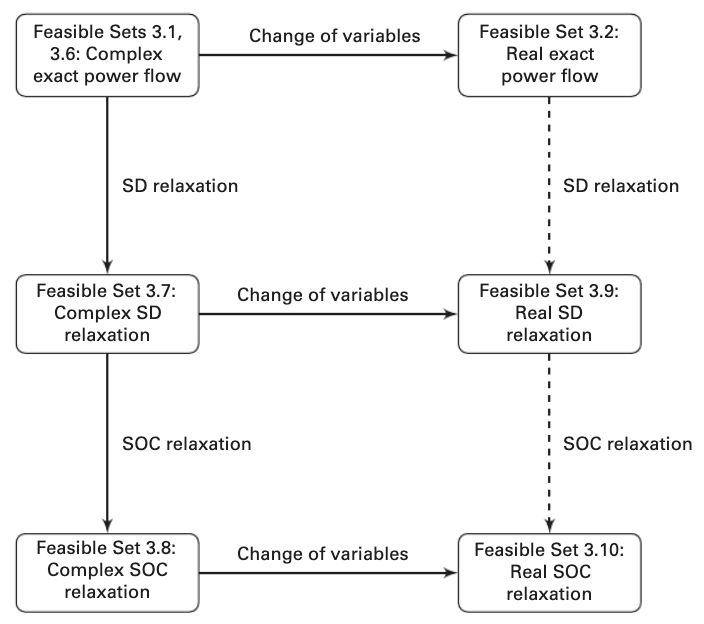 Feasible Sets 3.1,
3.6: Complex
exact power flow
Change of variables
Feasible Set 3.2:
Real exact
power flow
SD relaxation
SD relaxation
Feasible Set 3.7:
Complex SD
relaxation
Change of variables
Feasible Set 3.9:
Real SD
relaxation
SOC relaxation
SOC relaxation
Feasible Set 3.8:
Complex SOC
relaxation
Change of variables
Feasible Set 3.10:
Real SOC
relaxation